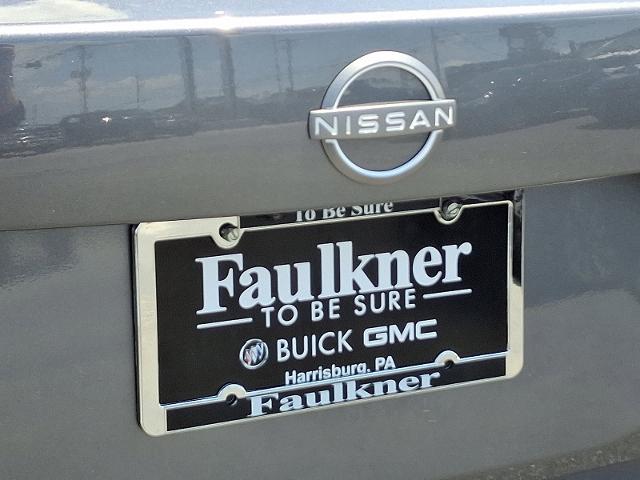 NISSAN
To Be Sure
Faulkner
TO BE SURE
BUICK GMC
Harrisburg, PA
Faulkner